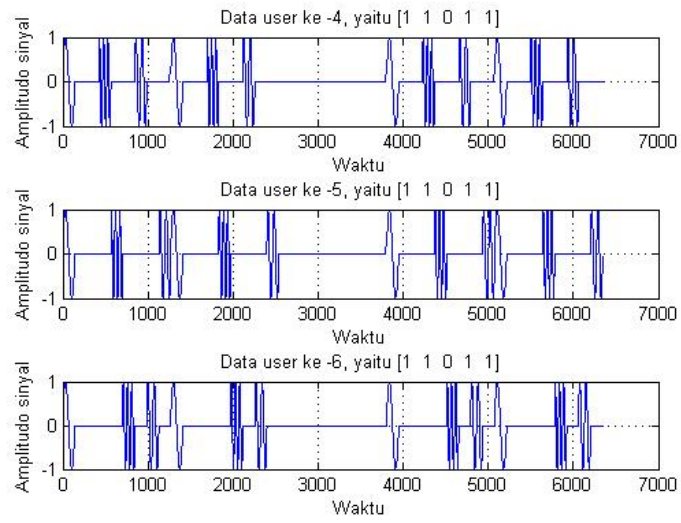 Data user ke -4, yaitu [1 1 0 1 1]
Amplitudo sinyal
1
0
-1
0 1000 2000 3000 4000 5000 6000 7000
Waktu
Data user ke -5, yaitu [1 1 0 1 1]
Amplitudo sinyal
1
0
-1
0 1000 2000 3000 4000 5000 6000 7000
Waktu
Data user ke -6, yaitu [1 1 0 1 1]
Amplitudo sinyal
1
0
-1
0 1000 2000 3000 4000 5000 6000 7000
Waktu